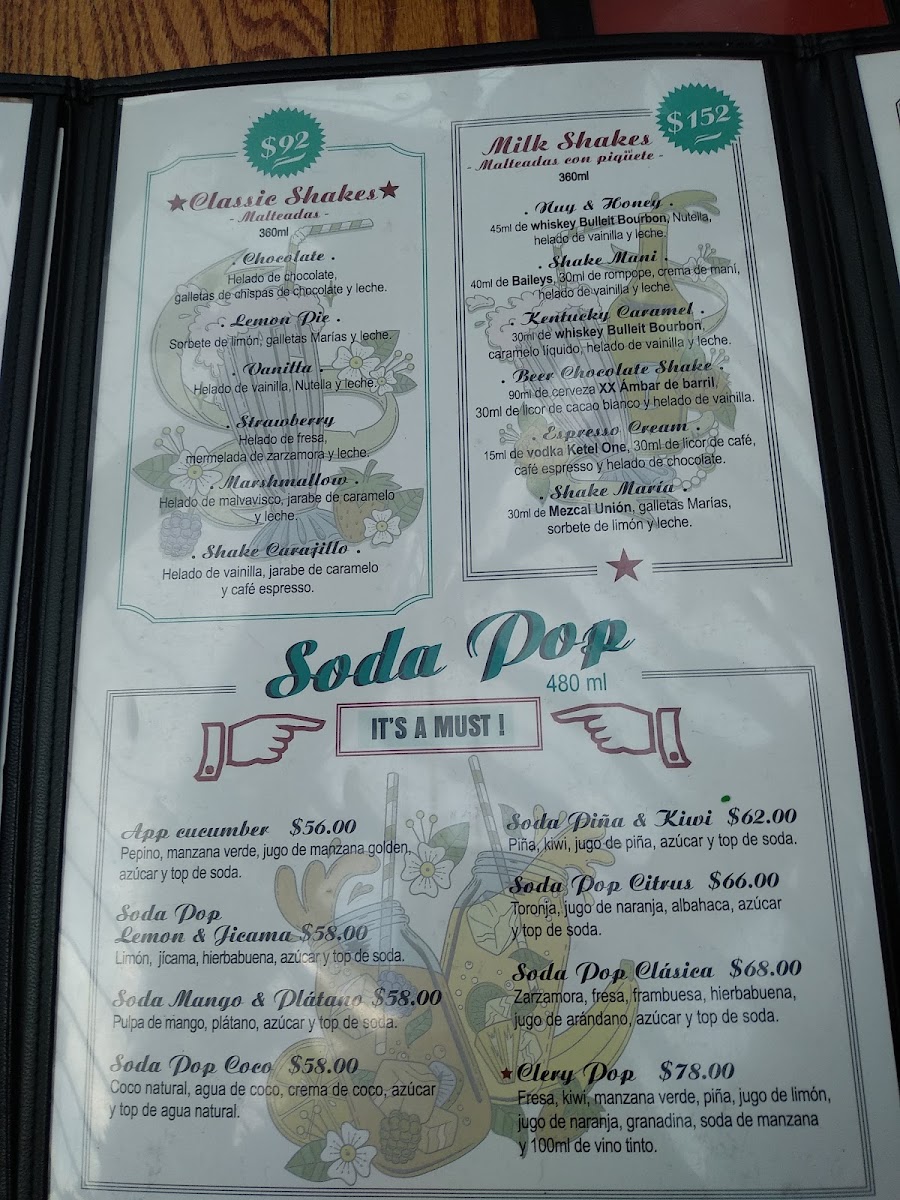 $92
★Classic Shakes★
- Malteadas -
360ml
. Chocolate .
Helado de chocolate,
galletas de chispas de chocolate y leche.
. Lemon Pie .
Sorbete de limón, galletas Marías y leche.
. Vanilla .
Helado de vainilla, Nutella y leche.
. Strawberry
Helado de fresa,
mermelada de zarzamora y leche.
. Marshmallow .
Helado de malvavisco, jarabe de caramelo
y leche.
. Shake Carajillo .
Helado de vainilla, jarabe de caramelo
y café espresso.
$152
Milk Shakes
- Malteadas con piqüete -
360ml
. Nuy & Honey .
45ml de whiskey Bulleit Bourbon, Nutella,
helado de vainilla y leche.
. Shake Mani .
40ml de Baileys, 30ml de rompope, crema de maní,
helado de vainilla y leche.
. Kentucky Caramel .
30ml de whiskey Bulleit Bourbon,
caramelo líquido, helado de vainilla y leche.
. Beer Chocolate Shake .
90ml de cerveza XX Ámbar de barril,
30ml de licor de cacao bianco y helado de vainilla.
. Espresso Cream .
15ml de vodka Ketel One, 30ml de licor de café,
café espresso y helado de chocolate.
. Shake María .
30ml de Mezcal Unión, galletas Marías,
sorbete de limón y leche.
Soda Pop
480 ml
IT'S A MUST !
App cucumber $56.00
Pepino, manzana verde, jugo de manzana golden,
azúcar y top de soda.
Soda Pop
Lemon & Jicama $58.00
Limón, jícama, hierbabuena, azúcar y top de soda.
Soda Mango & Plátano $58.00
Pulpa de mango, plátano, azúcar y top de soda.
Soda Pop Coco $58.00
Coco natural, agua de coco, crema de coco, azúcar
y top de agua natural.
Soda Piña & Kiwi $62.00
Piña, kiwi, jugo de piña, azúcar y top de soda.
Soda Pop Citrus $66.00
Toronja, jugo de naranja, albahaca, azúcar
y top de soda.
Soda Pop Clásica $68.00
Zarzamora, fresa, frambuesa, hierbabuena,
jugo de arándano, azúcar y top de soda.
★Clery Pop $78.00
Fresa, kiwi, manzana verde, piña, jugo de limón,
jugo de naranja, granadina, soda de manzana
y 100ml de vino tinto.